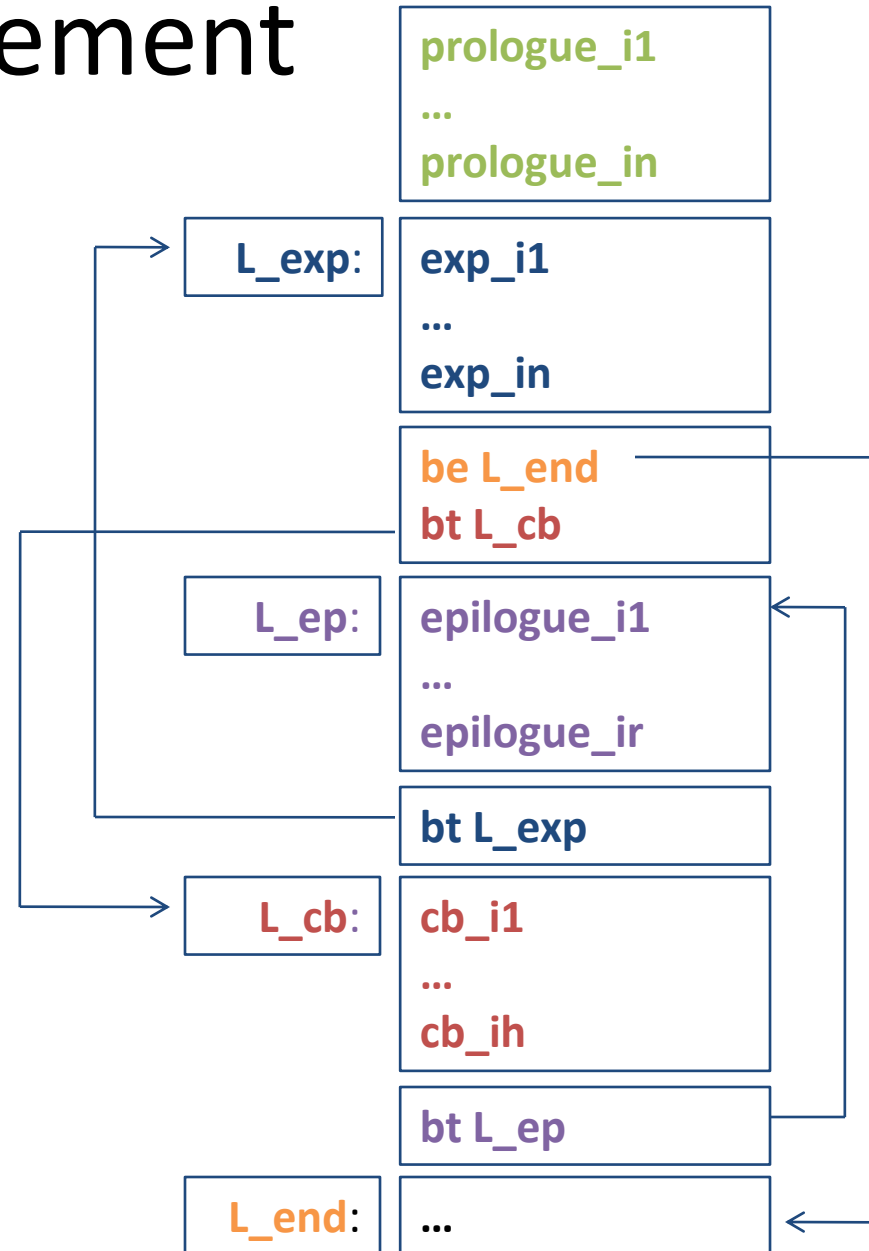 ement
prologue_i1
…
prologue_in
L_exp: exp_i1
…
exp_in
be L_end
bt L_cb
L_ep: epilogue_i1
…
epilogue_ir
bt L_exp
L_cb: cb_i1
…
cb_ih
bt L_ep
L_end: …